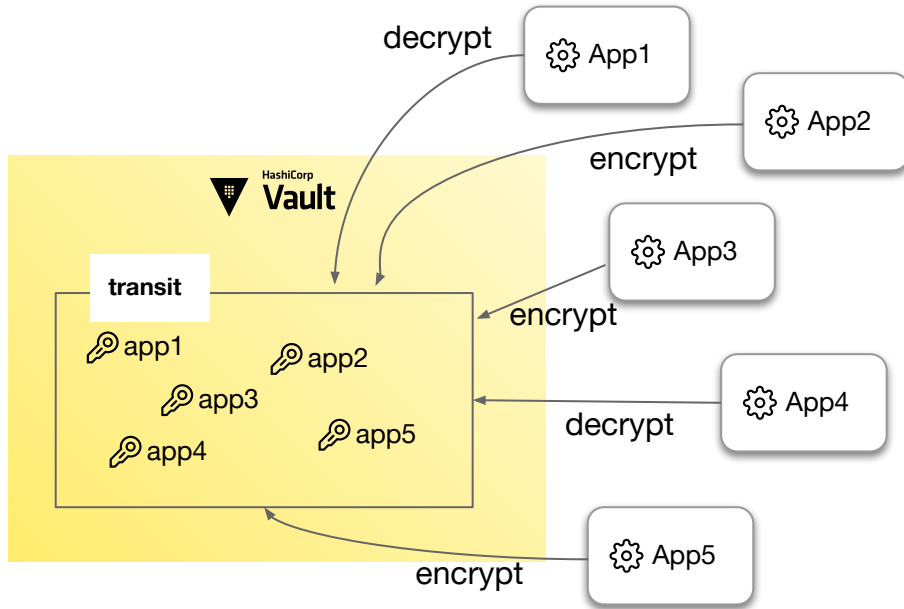 decrypt
App1
App2
encrypt
HashiCorp
Vault
App3
transit
encrypt
app1
app2
app3
App4
decrypt
app4
app5
App5
encrypt